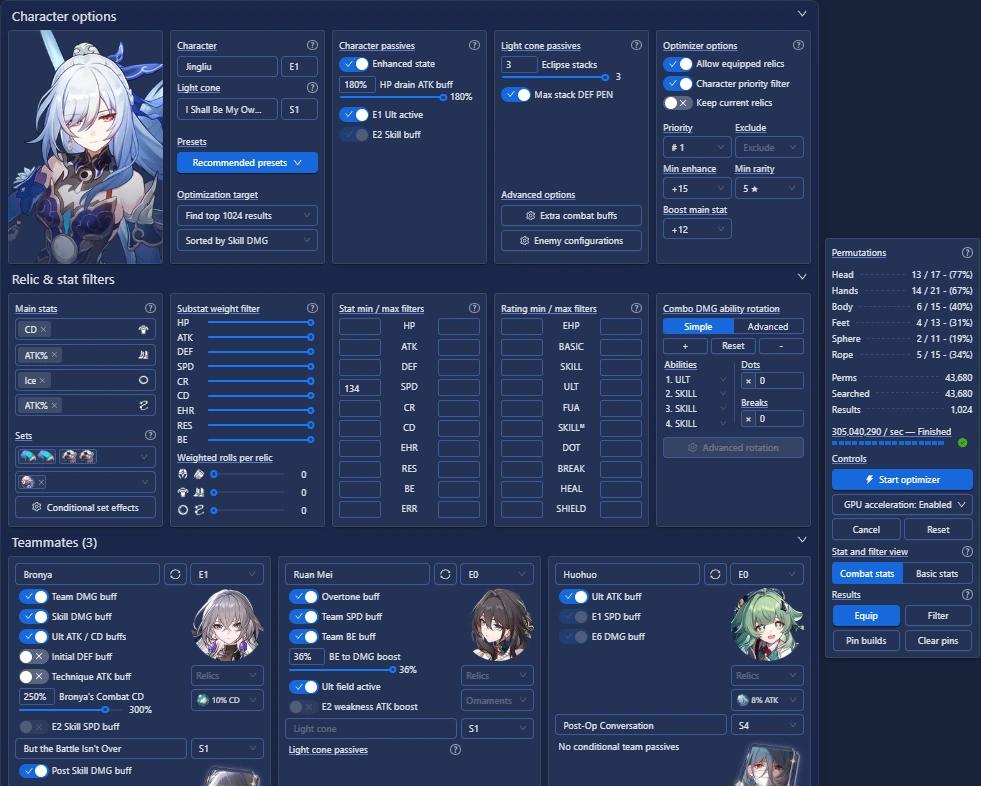 Character options
Character
Jingliu
E1
Light cone
I Shall Be My Ow...
S1
Presets
Recommended presets
Optimization target
Find top 1024 results
Sorted by Skill DMG
Character passives
Enhanced state
180%
HP drain ATK buff
180%
E1 Ult active
E2 Skill buff
Light cone passives
3
Eclipse stacks
3
Max stack DEF PEN
Advanced options
Extra combat buffs
Enemy configurations
Optimizer options
Allow equipped relics
Character priority filter
Keep current relics
Priority
Exclude
# 1
Exclude
Min enhance
Min rarity
+15
5 ★
Boost main stat
+12
Relic & stat filters
Main stats
CD
ATK%
Ice
ATK%
Sets
Conditional set effects
Substat weight filter
HP
ATK
DEF
SPD
CR
CD
EHR
RES
BE
Weighted rolls per relic
0
0
0
Stat min / max filters
HP
ATK
DEF
134
SPD
CR
CD
EHR
RES
BE
ERR
Rating min / max filters
EHP
BASIC
SKILL
ULT
FUA
SKILLᴹ
DOT
BREAK
HEAL
SHIELD
Combo DMG ability rotation
Simple
Advanced
+
Reset
-
Abilities
1. ULT
2. SKILL
3. SKILL
4. SKILL
Dots
× 0
Breaks
× 0
Advanced rotation
Permutations
Head 13 / 17 - (77%)
Hands 14 / 21 - (67%)
Body 6 / 15 - (40%)
Feet 4 / 13 - (31%)
Sphere 2 / 11 - (19%)
Rope 5 / 15 - (34%)
Perms 43,680
Searched 43,680
Results 1,024
305,040,290 / sec — Finished
Controls
Start optimizer
GPU acceleration: Enabled
Cancel
Reset
Stat and filter view
Combat stats
Basic stats
Results
Equip
Filter
Pin builds
Clear pins
Teammates (3)
Bronya
E1
Team DMG buff
Skill DMG buff
Ult ATK / CD buffs
Initial DEF buff
Technique ATK buff
250%
Bronya's Combat CD
300%
E2 Skill SPD buff
Relics
10% CD
But the Battle Isn't Over
S1
Post Skill DMG buff
Ruan Mei
E0
Overtone buff
Team SPD buff
Team BE buff
36%
BE to DMG boost
36%
Ult field active
E2 weakness ATK boost
Relics
Ornaments
Light cone
S1
Light cone passives
Huohuo
E0
Ult ATK buff
E1 SPD buff
E6 DMG buff
Relics
8% ATK
Post-Op Conversation
S4
No conditional team passives